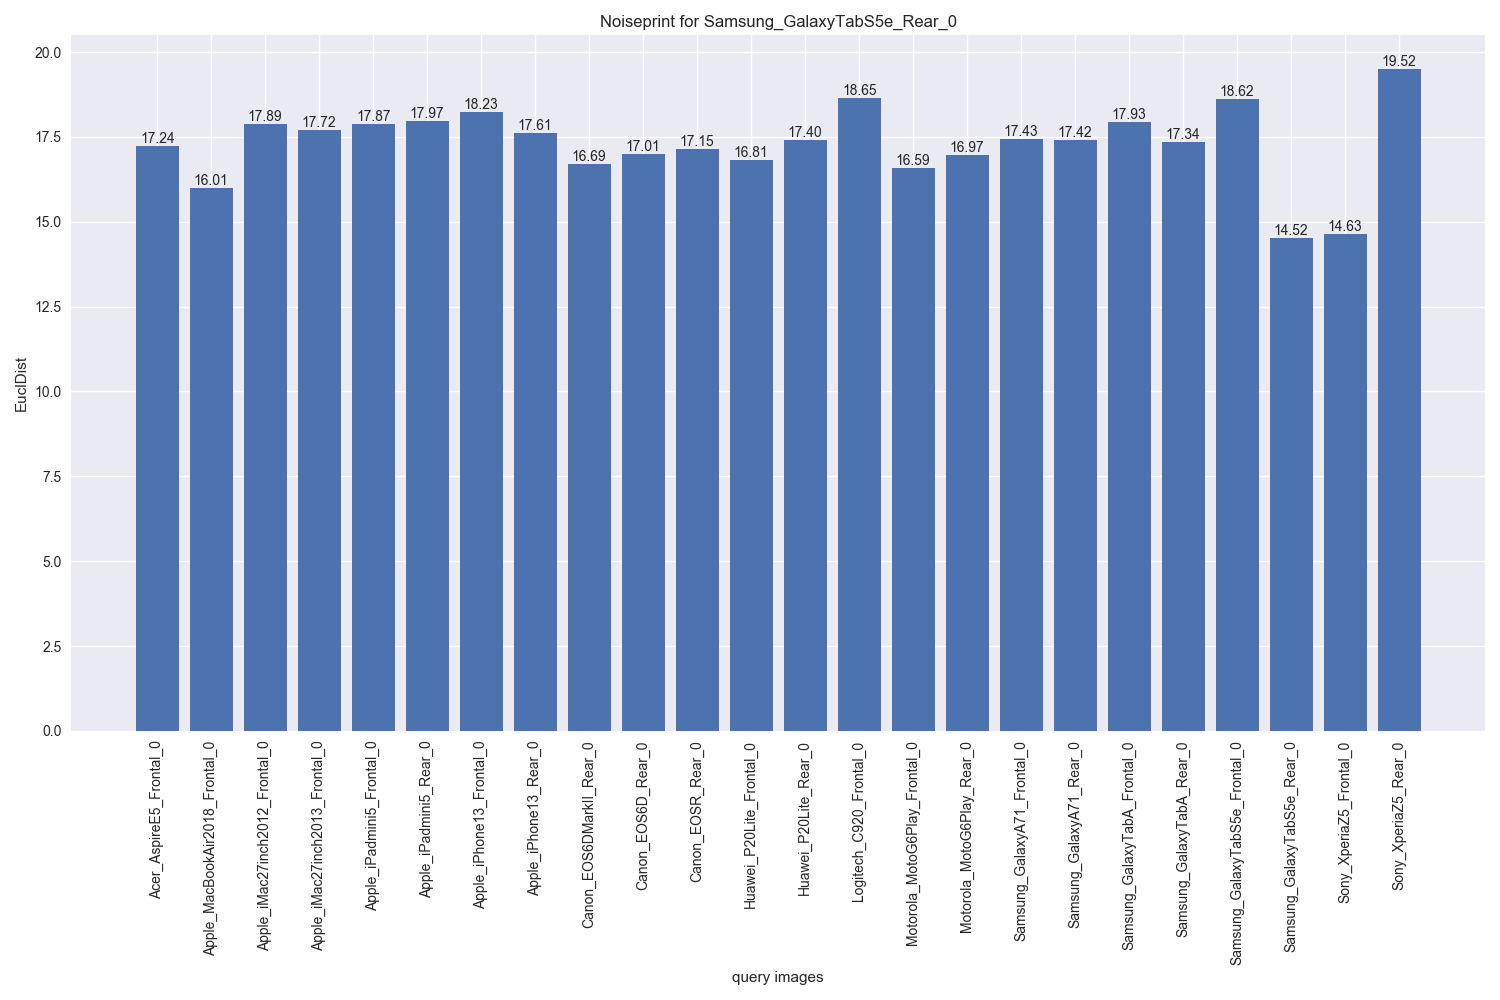 Noiseprint for Samsung_GalaxyTabS5e_Rear_0
EuclDist
20.0
17.5
15.0
12.5
10.0
7.5
5.0
2.5
0.0
17.24
16.01
17.89
17.72
17.87
17.97
18.23
17.61
16.69
17.01
17.15
16.81
17.40
18.65
16.59
16.97
17.43
17.42
17.93
17.34
18.62
14.52
14.63
19.52
Acer_AspireE5_Frontal_0
Apple_MacBookAir2018_Frontal_0
Apple_iMac27inch2012_Frontal_0
Apple_iMac27inch2013_Frontal_0
Apple_iPadmini5_Frontal_0
Apple_iPadmini5_Rear_0
Apple_iPhone13_Frontal_0
Apple_iPhone13_Rear_0
Canon_EOS6DMarkII_Rear_0
Canon_EOS6D_Rear_0
Canon_EOSR_Rear_0
Huawei_P20Lite_Frontal_0
Huawei_P20Lite_Rear_0
Logitech_C920_Frontal_0
Motorola_MotoG6Play_Frontal_0
Motorola_MotoG6Play_Rear_0
Samsung_GalaxyA71_Frontal_0
Samsung_GalaxyA71_Rear_0
Samsung_GalaxyTabA_Frontal_0
Samsung_GalaxyTabA_Rear_0
Samsung_GalaxyTabS5e_Frontal_0
Samsung_GalaxyTabS5e_Rear_0
Sony_XperiaZ5_Frontal_0
Sony_XperiaZ5_Rear_0
query images